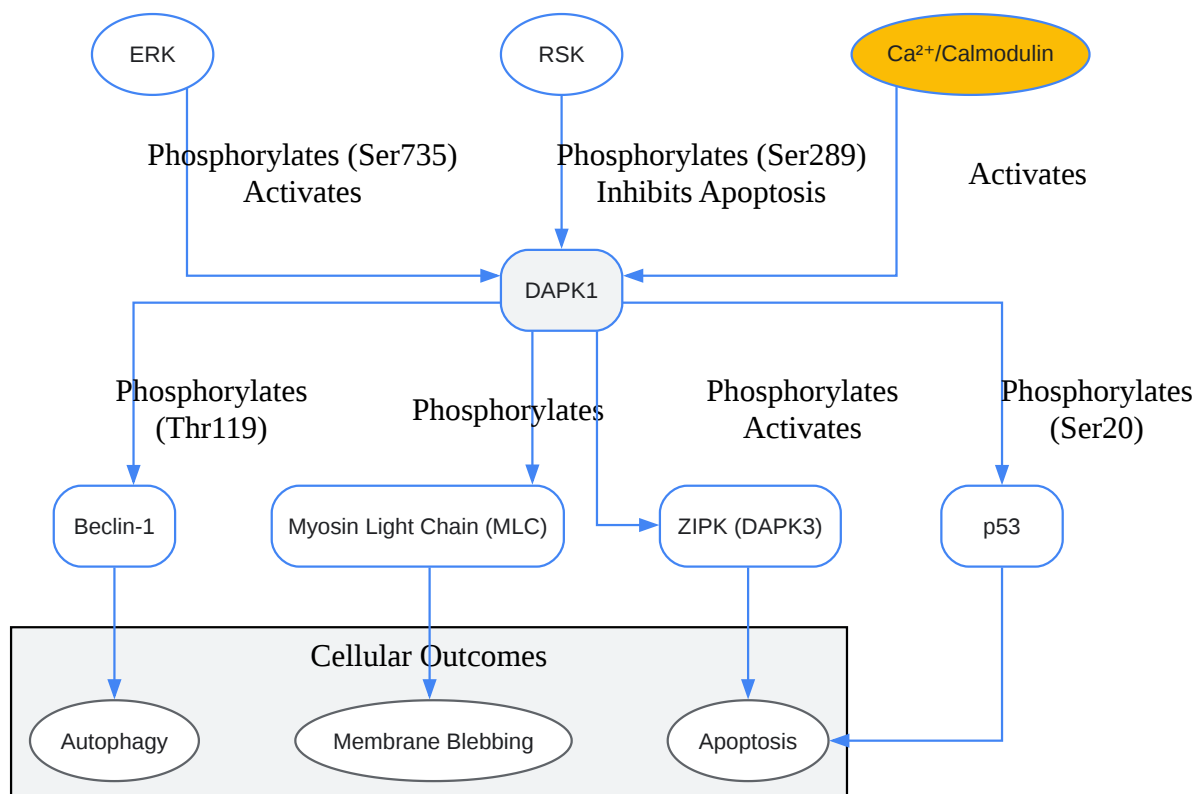 ERK
RSK
Ca²⁺/Calmodulin
Phosphorylates (Ser735)
Activates
Phosphorylates (Ser289)
Inhibits Apoptosis
Activates
DAPK1
Phosphorylates
(Thr119)
Phosphorylates
Phosphorylates
Activates
Phosphorylates
(Ser20)
Beclin-1
Myosin Light Chain (MLC)
ZIPK (DAPK3)
p53
Cellular Outcomes
Autophagy
Membrane Blebbing
Apoptosis